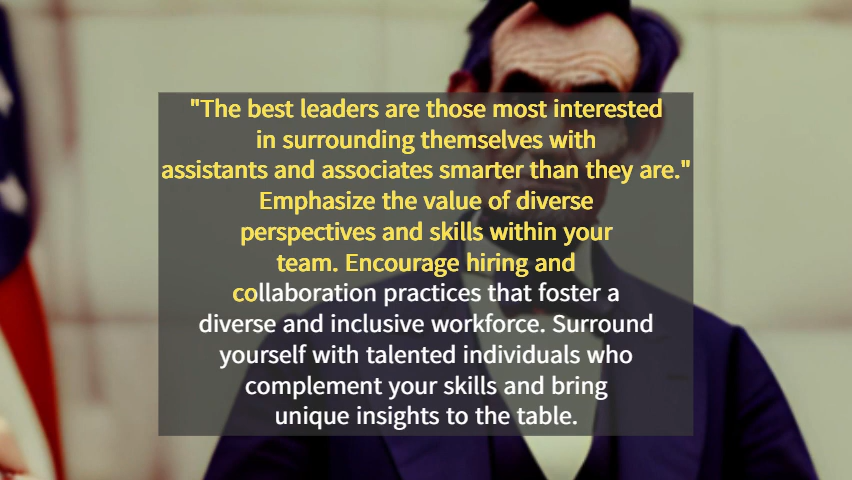 "The best leaders are those most interested
in surrounding themselves with
assistants and associates smarter than they are."
Emphasize the value of diverse
perspectives and skills within your
team. Encourage hiring and
collaboration practices that foster a
diverse and inclusive workforce. Surround
yourself with talented individuals who
complement your skills and bring
unique insights to the table.